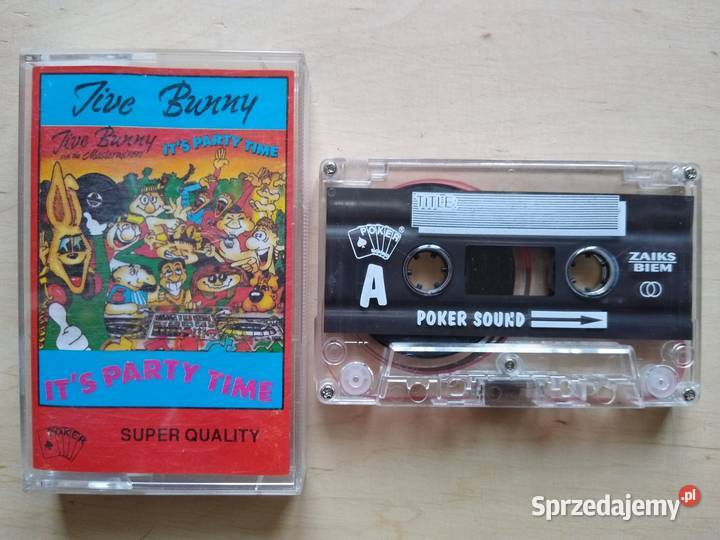 Jive Bunny
Jive Bunny
and the Mastermixers
IT'S PARTY TIME
IT'S PARTY TIME
POKER
SUPER QUALITY
TITLE:
POKER®
A
ZAIKS
BIEM
POKER SOUND
Sprzedajemy.pl